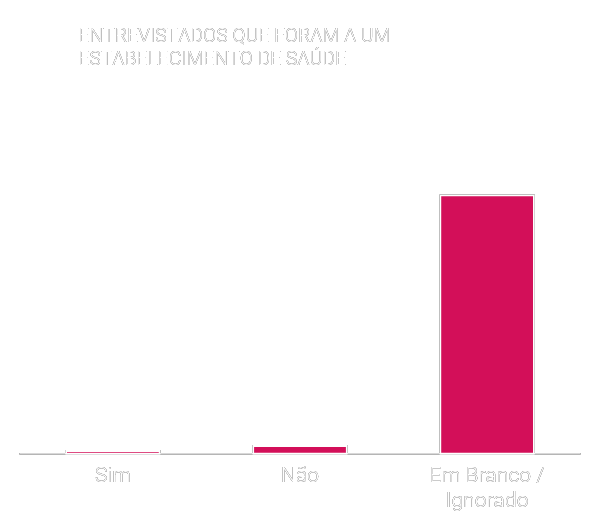 ENTREVISTADOS QUE FORAM A UM
ESTABELECIMENTO DE SAÚDE
Sim
Não
Em Branco /
Ignorado